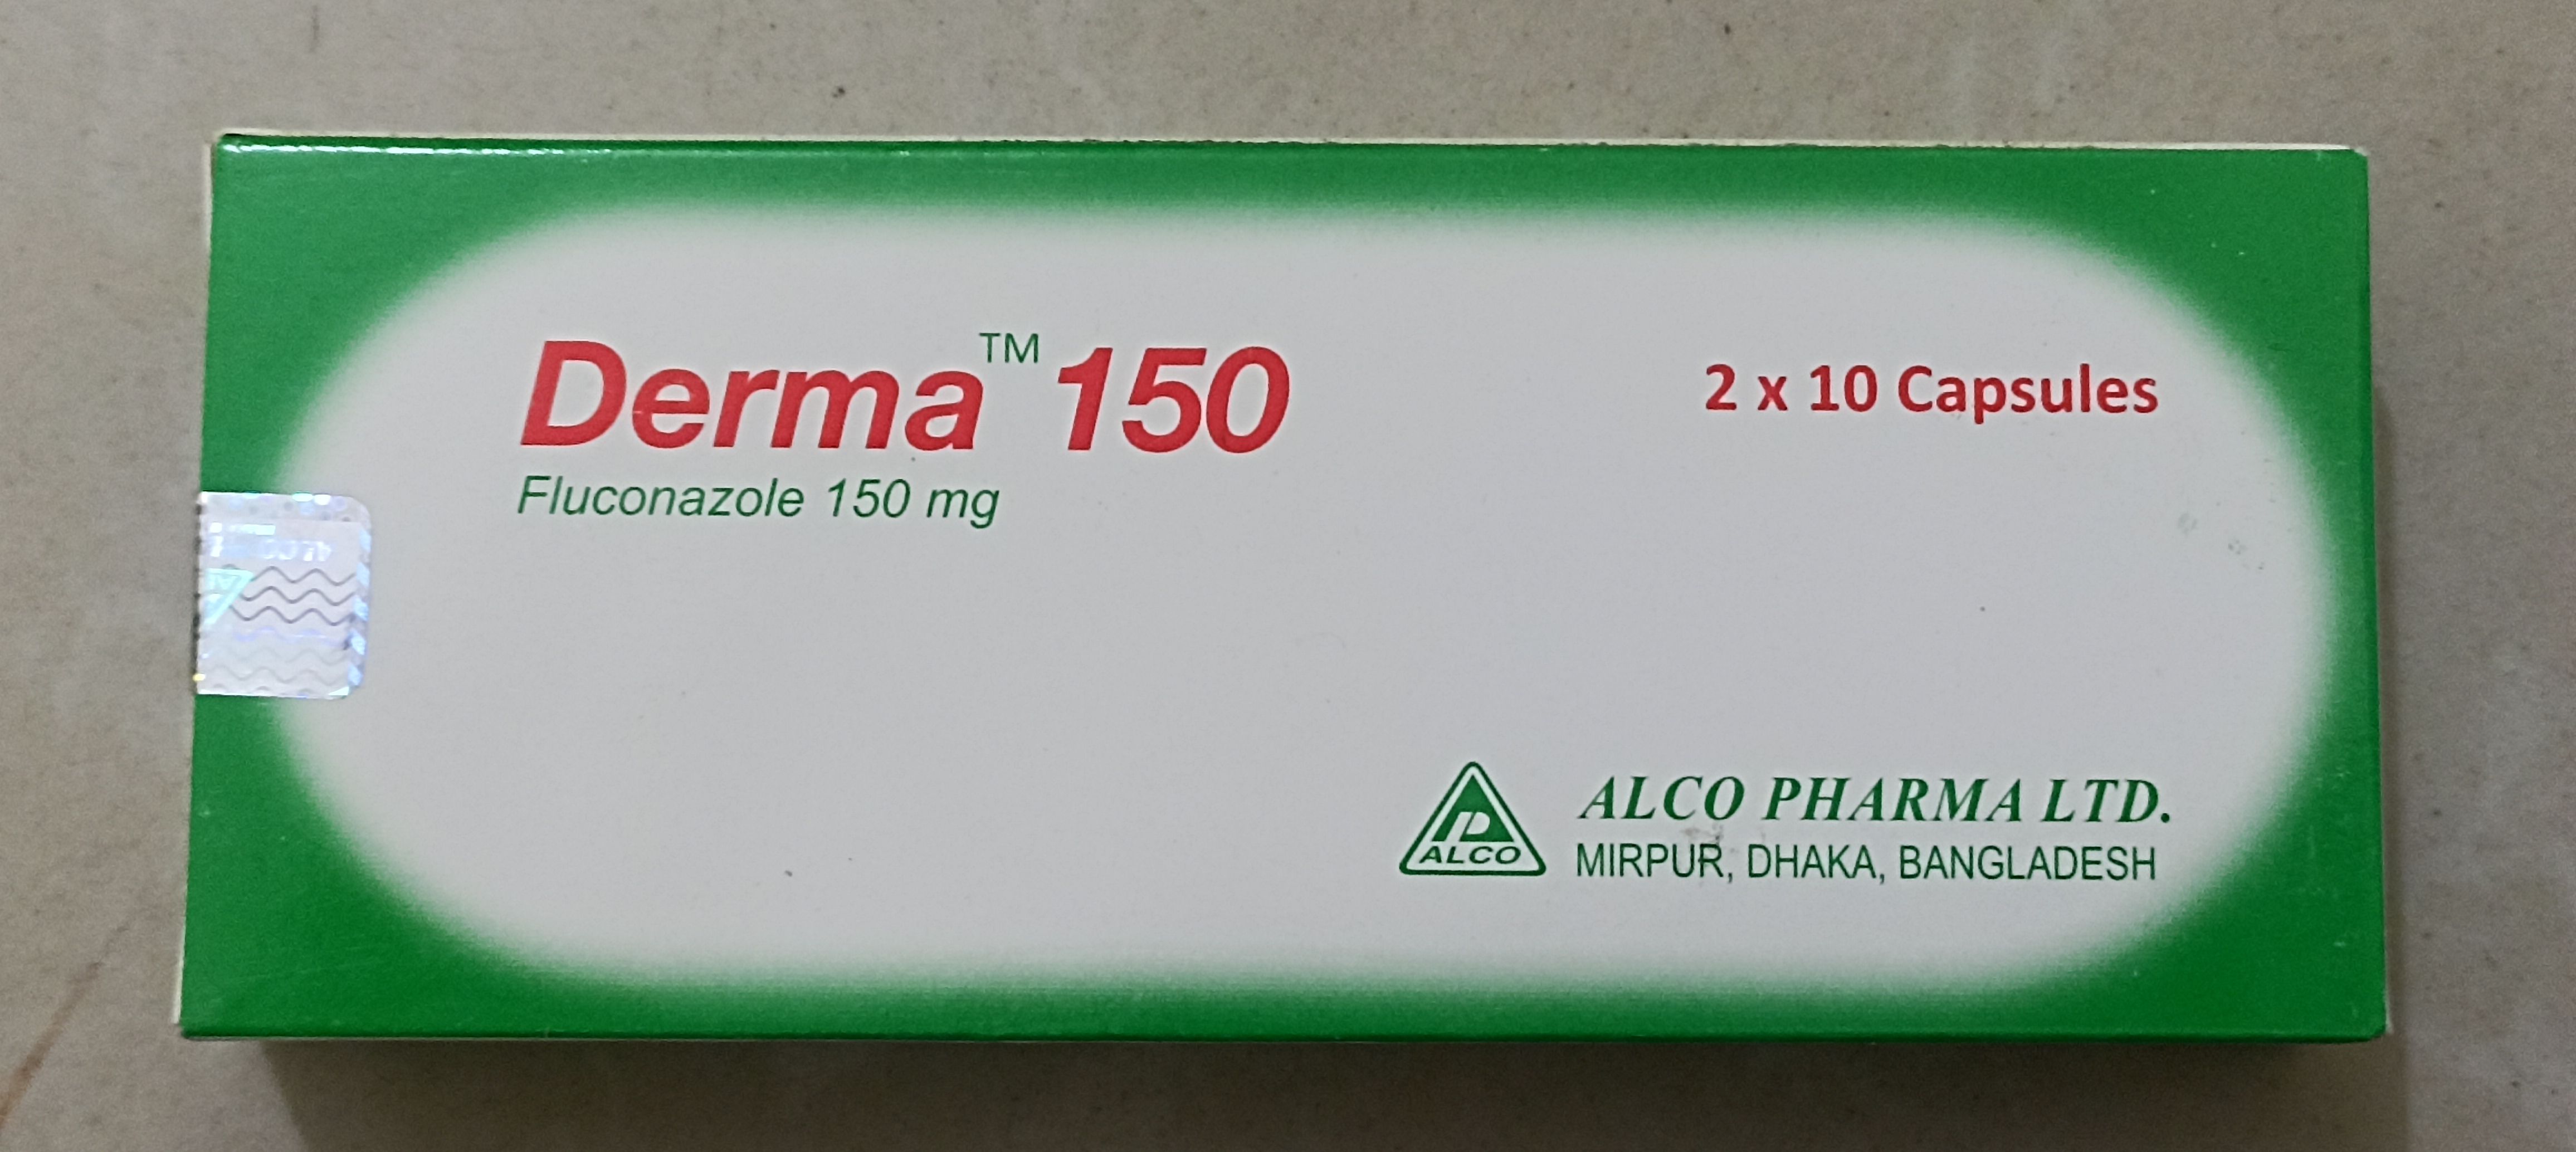 Derma™ 150
Fluconazole 150 mg
2 x 10 Capsules
ALCO
ALCO PHARMA LTD.
MIRPUR, DHAKA, BANGLADESH